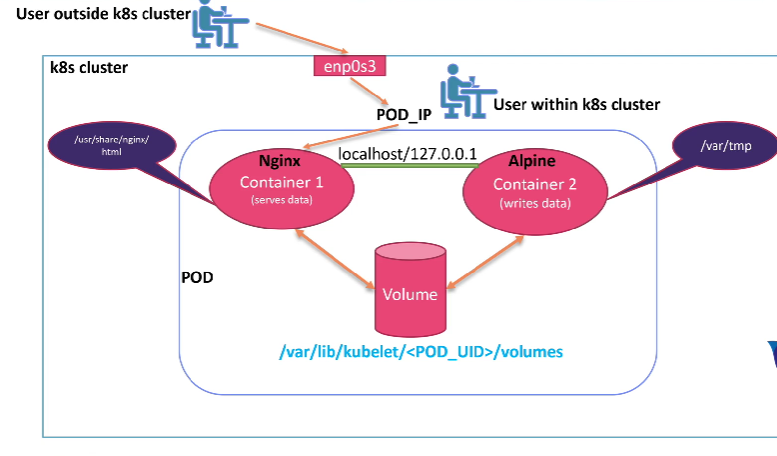 User outside k8s cluster
k8s cluster
enp0s3
User within k8s cluster
POD_IP
/usr/share/nginx/
html
localhost/127.0.0.1
/var/tmp
Nginx
Container 1
(serves data)
Alpine
Container 2
(writes data)
POD
Volume
/var/lib/kubelet/<POD_UID>/volumes